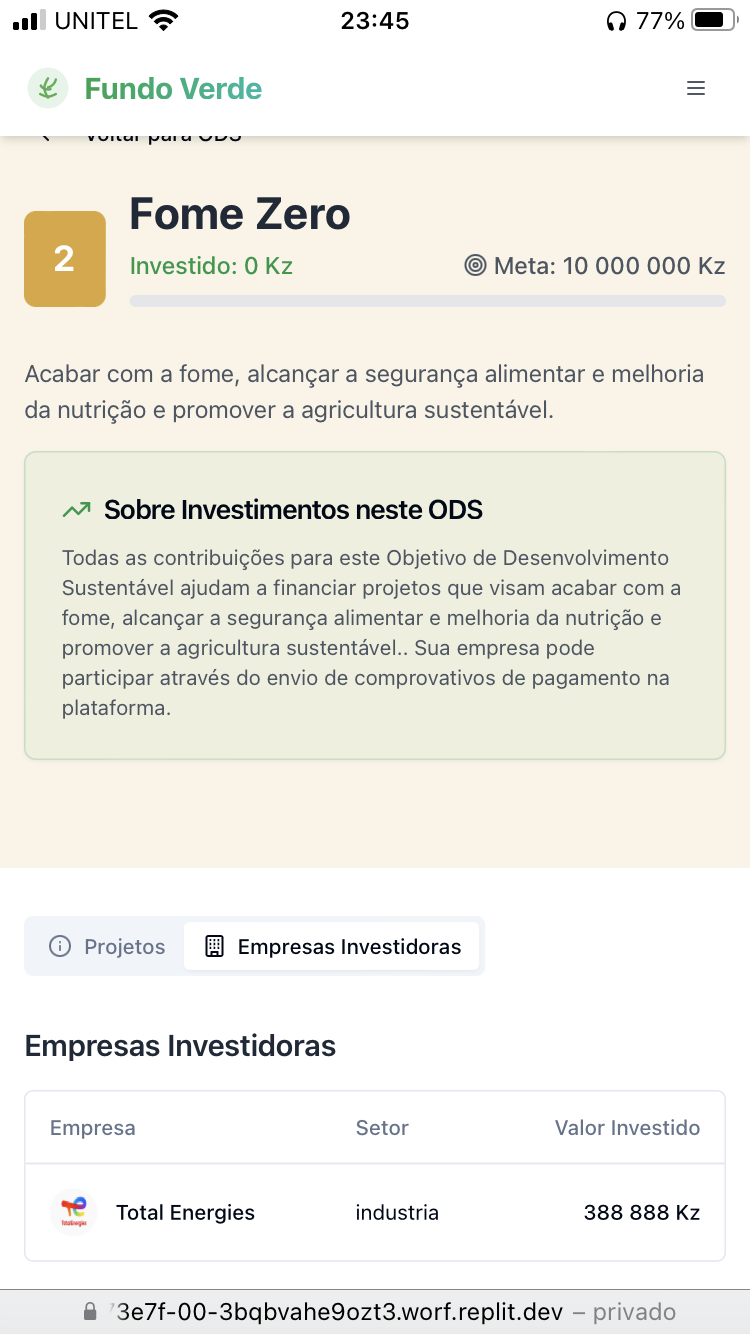 UNITEL 23:45 77%
Fundo Verde
Voltar para ODS
2
Fome Zero
Investido: 0 Kz Meta: 10 000 000 Kz
Acabar com a fome, alcançar a segurança alimentar e melhoria
da nutrição e promover a agricultura sustentável.
Sobre Investimentos neste ODS
Todas as contribuições para este Objetivo de Desenvolvimento
Sustentável ajudam a financiar projetos que visam acabar com a
fome, alcançar a segurança alimentar e melhoria da nutrição e
promover a agricultura sustentável.. Sua empresa pode
participar através do envio de comprovativos de pagamento na
plataforma.
Projetos Empresas Investidoras
Empresas Investidoras
Empresa Setor Valor Investido
TotalEnergies
Total Energies industria 388 888 Kz
3e7f-00-3bqbvahe9ozt3.worf.replit.dev – privado